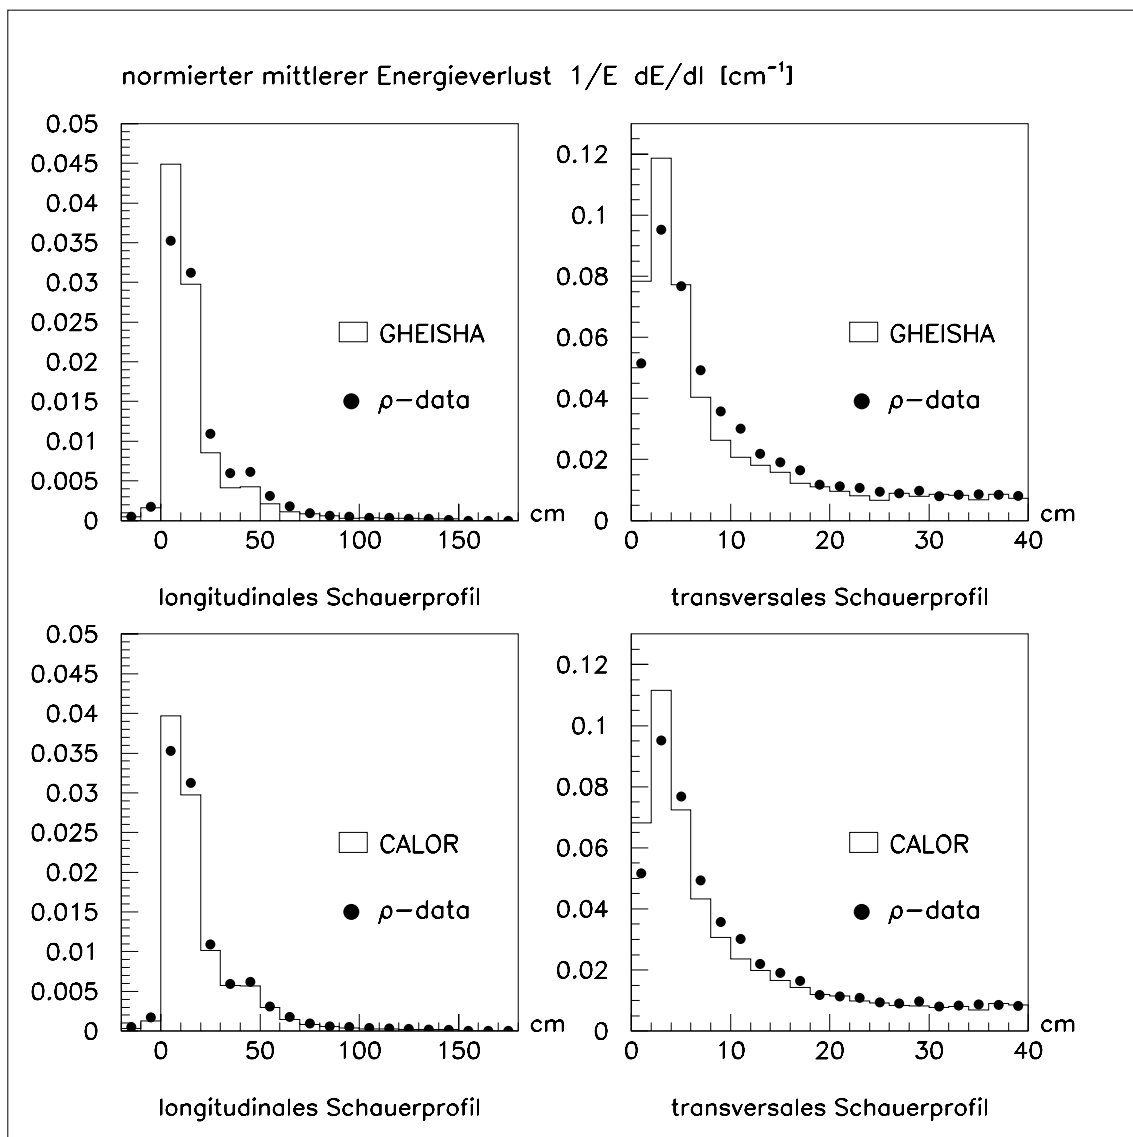 normierter mittlerer Energieverlust 1/E dE/dl [cm⁻¹]
0.05
0.045
0.04
0.035
0.03
0.025
0.02
0.015
0.01
0.005
0
GHEISHA
ρ-data
0 50 100 150
cm
longitudinales Schauerprofil
0.12
0.1
0.08
0.06
0.04
0.02
0
GHEISHA
ρ-data
0 10 20 30 40
cm
transversales Schauerprofil
0.05
0.045
0.04
0.035
0.03
0.025
0.02
0.015
0.01
0.005
0
CALOR
ρ-data
0 50 100 150
cm
longitudinales Schauerprofil
0.12
0.1
0.08
0.06
0.04
0.02
0
CALOR
ρ-data
0 10 20 30 40
cm
transversales Schauerprofil